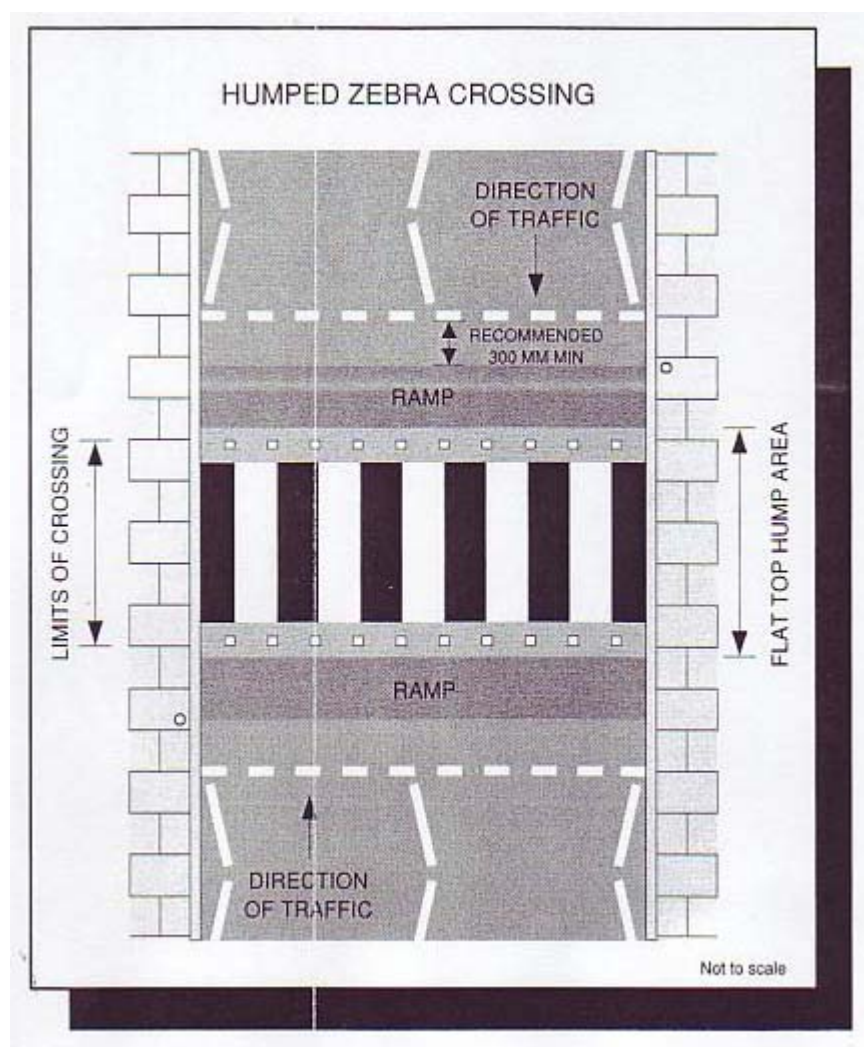 HUMPED ZEBRA CROSSING
DIRECTION
OF TRAFFIC
RECOMMENDED
300 MM MIN
RAMP
LIMITS OF CROSSING
FLAT TOP HUMP AREA
RAMP
DIRECTION
OF TRAFFIC
Not to scale